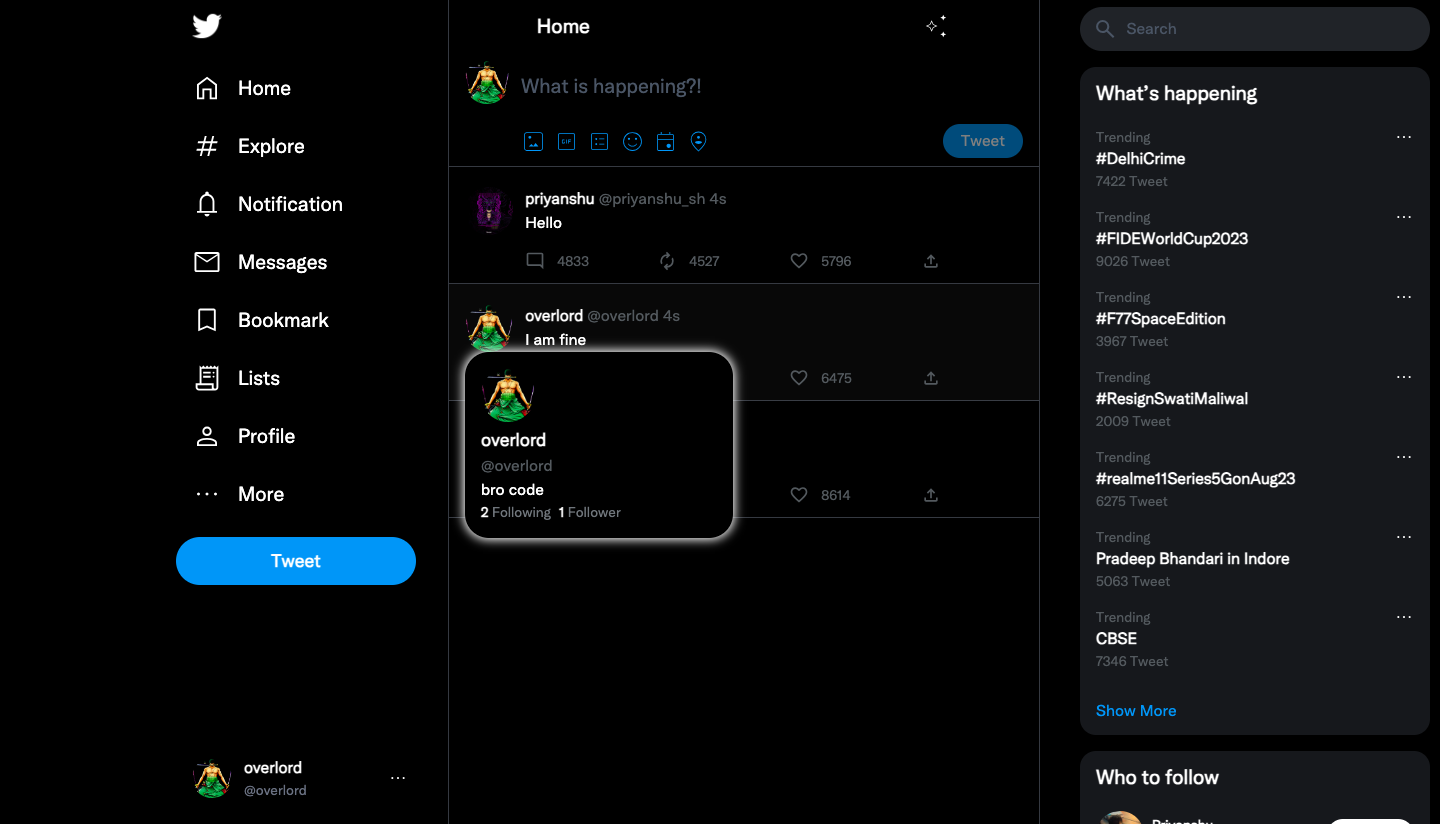 Home
Explore
Notification
Messages
Bookmark
Lists
Profile
More
Tweet
overlord
@overlord
Home
What is happening?!
GIF
Tweet
priyanshu @priyanshu_sh 4s
Hello
4833 4527 5796
overlord @overlord 4s
I am fine
6475
overlord
@overlord
bro code
2 Following 1 Follower
8614
Search
What's happening
Trending
#DelhiCrime
7422 Tweet
Trending
#FIDEWorldCup2023
9026 Tweet
Trending
#F77SpaceEdition
3967 Tweet
Trending
#ResignSwatiMaliwal
2009 Tweet
Trending
#realme11Series5GonAug23
6275 Tweet
Trending
Pradeep Bhandari in Indore
5063 Tweet
Trending
CBSE
7346 Tweet
Show More
Who to follow
Priyanshu